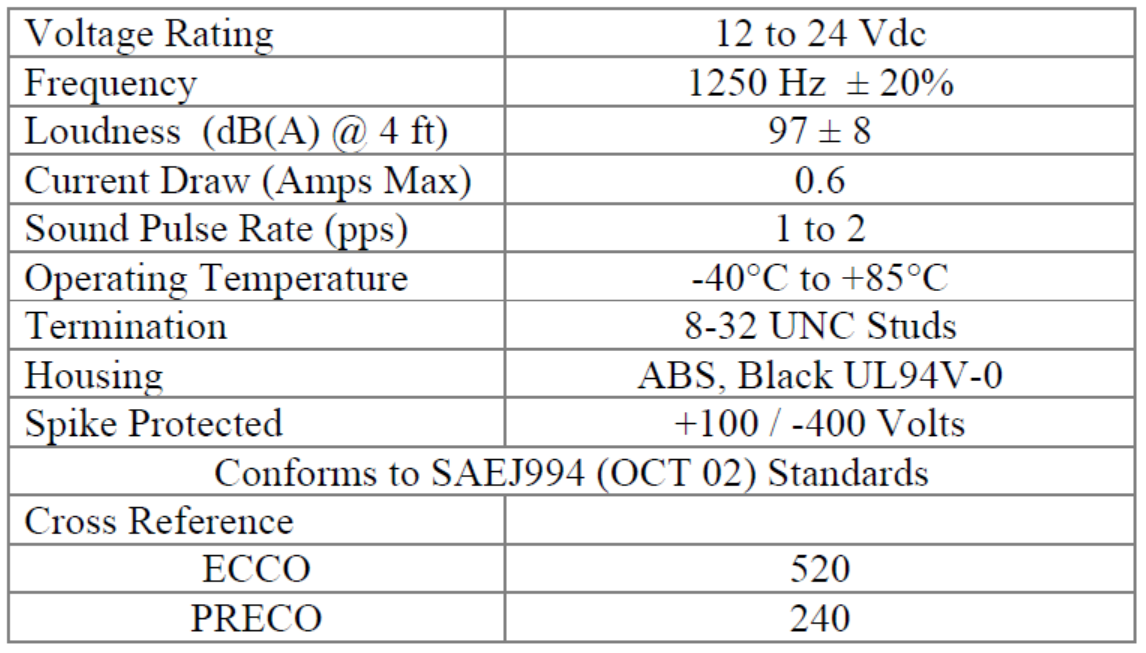 Voltage Rating 12 to 24 Vdc
Frequency 1250 Hz ± 20%
Loudness (dB(A) @ 4 ft) 97 ± 8
Current Draw (Amps Max) 0.6
Sound Pulse Rate (pps) 1 to 2
Operating Temperature -40°C to +85°C
Termination 8-32 UNC Studs
Housing ABS, Black UL94V-0
Spike Protected +100 / -400 Volts
Conforms to SAEJ994 (OCT 02) Standards
Cross Reference
ECCO 520
PRECO 240